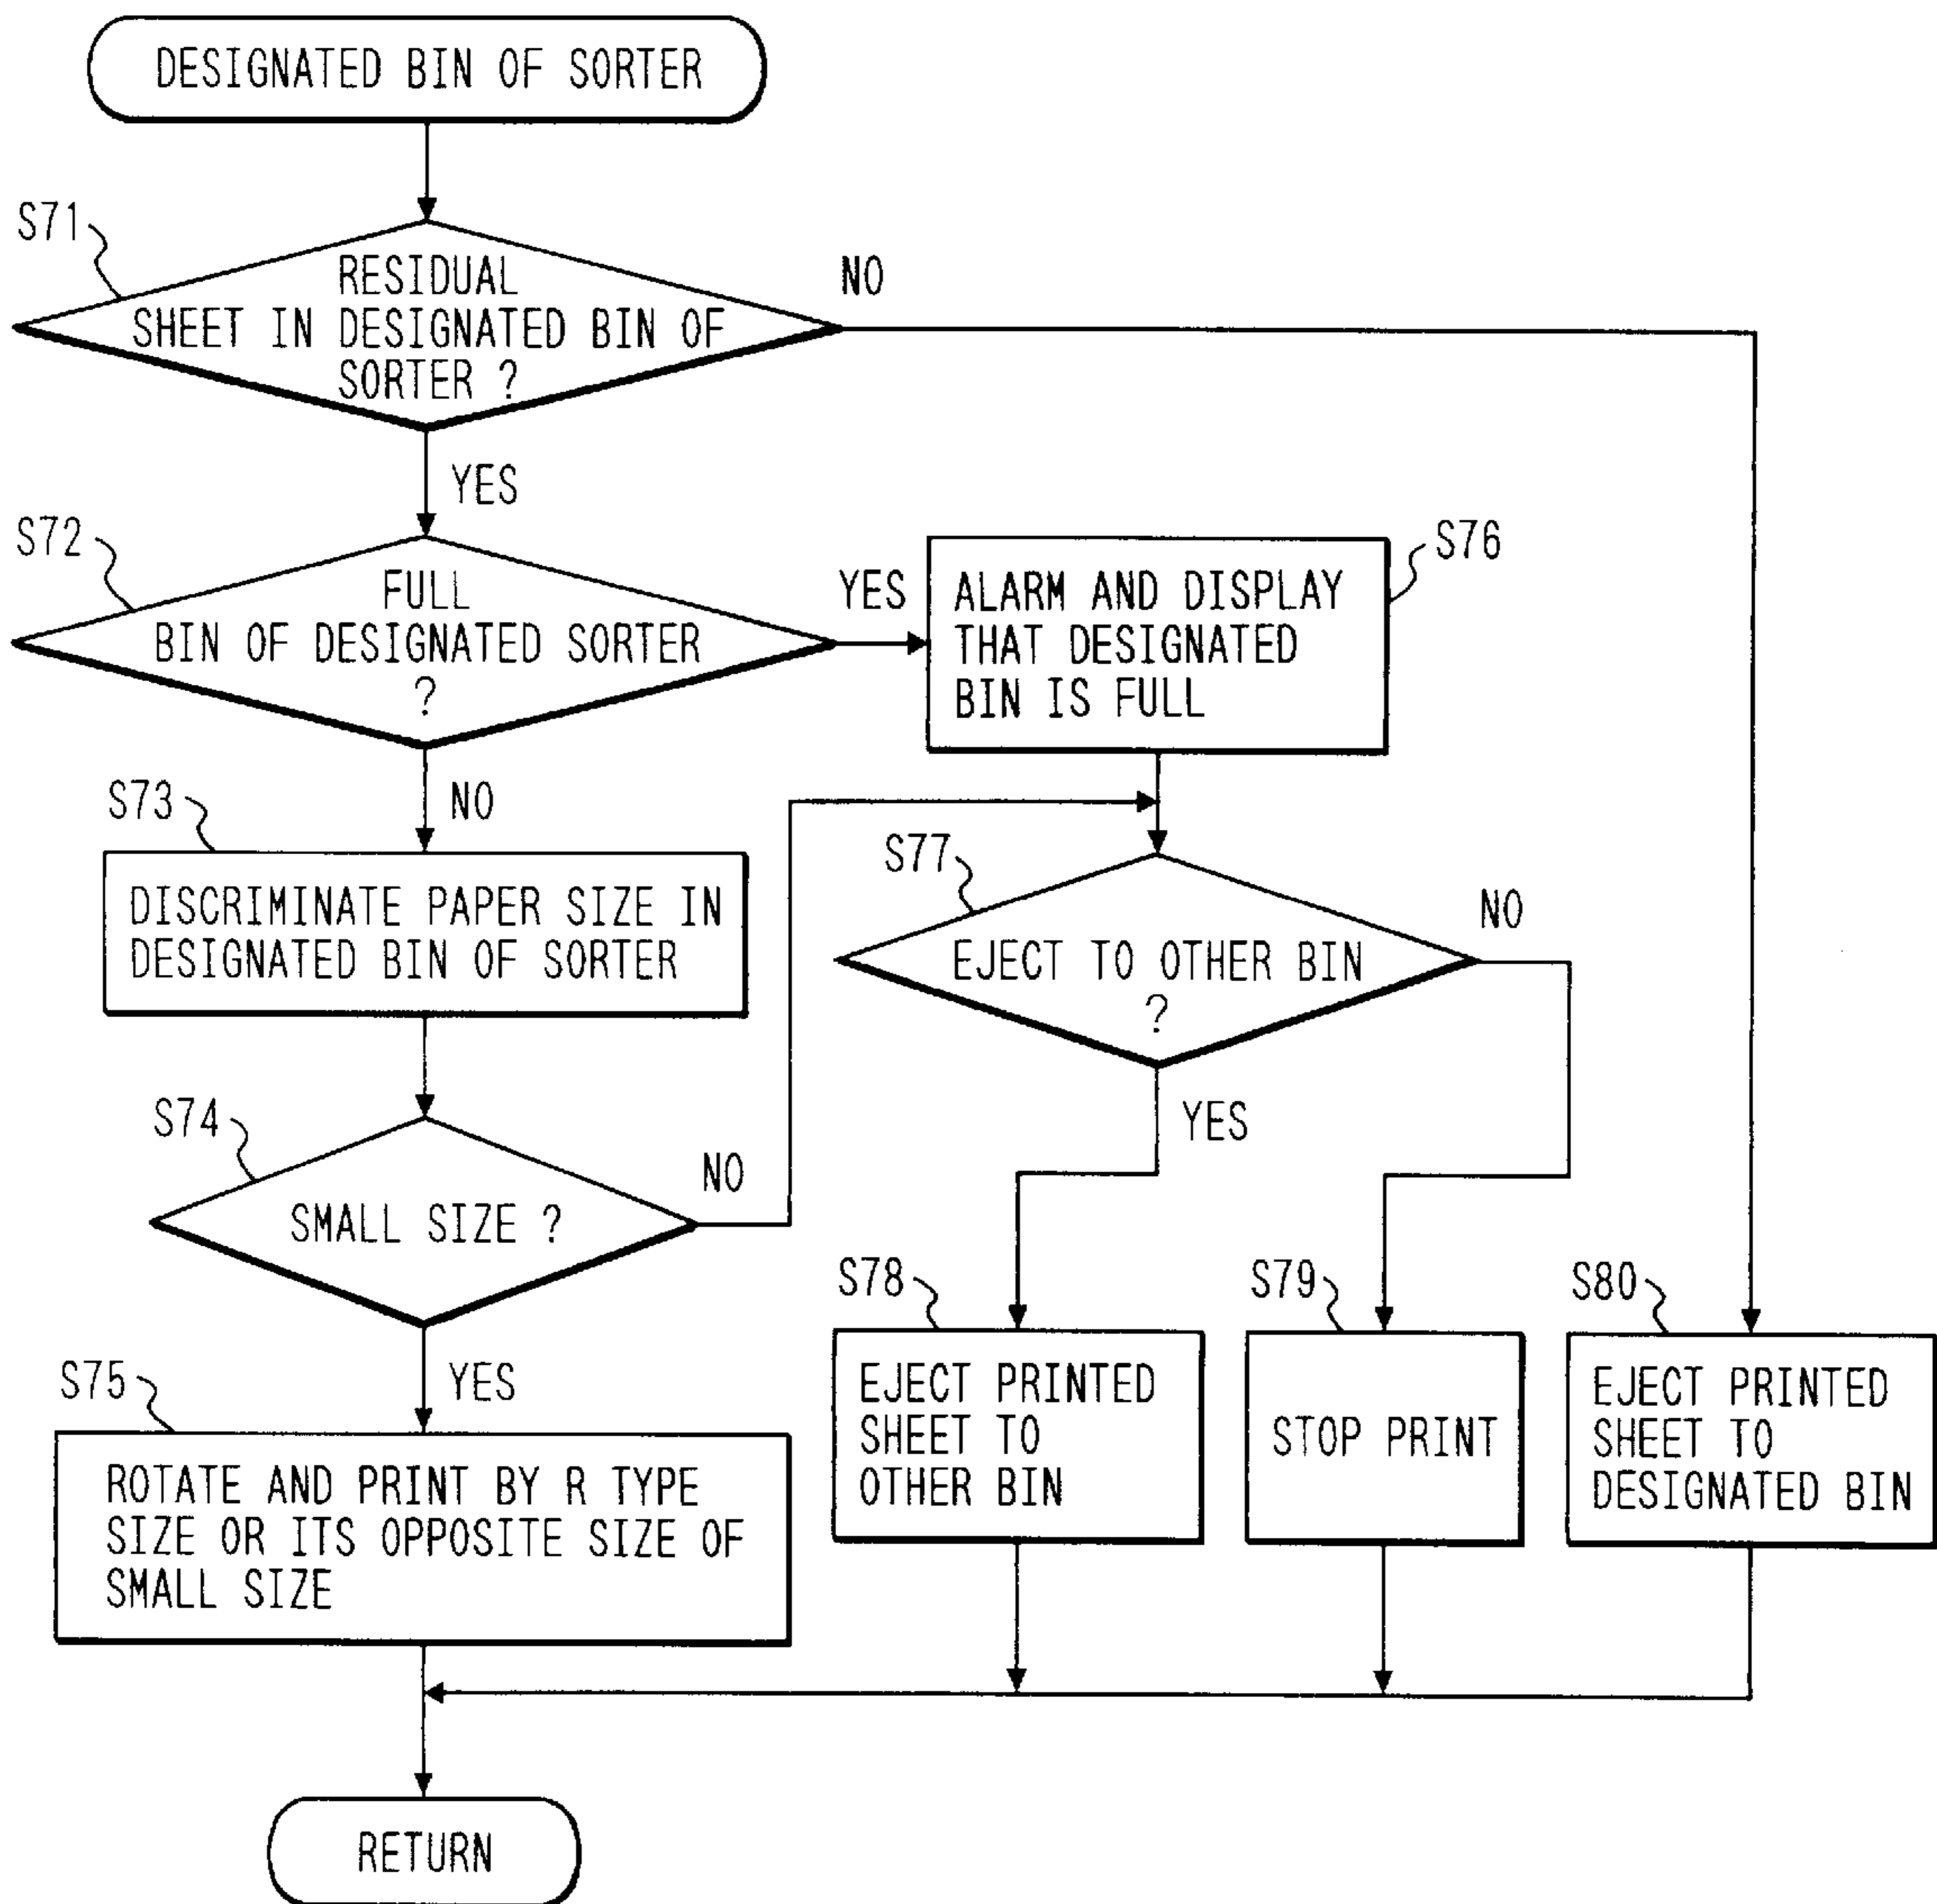 DESIGNATED BIN OF SORTER
S71
RESIDUAL
SHEET IN DESIGNATED BIN OF
SORTER ?
NO
YES
S72
FULL
BIN OF DESIGNATED SORTER
?
YES
S76
ALARM AND DISPLAY
THAT DESIGNATED
BIN IS FULL
NO
S73
DISCRIMINATE PAPER SIZE IN
DESIGNATED BIN OF SORTER
S77
EJECT TO OTHER BIN
?
NO
YES
S74
SMALL SIZE ?
NO
YES
S75
ROTATE AND PRINT BY R TYPE
SIZE OR ITS OPPOSITE SIZE OF
SMALL SIZE
S78
EJECT PRINTED
SHEET TO
OTHER BIN
S79
STOP PRINT
S80
EJECT PRINTED
SHEET TO
DESIGNATED BIN
RETURN